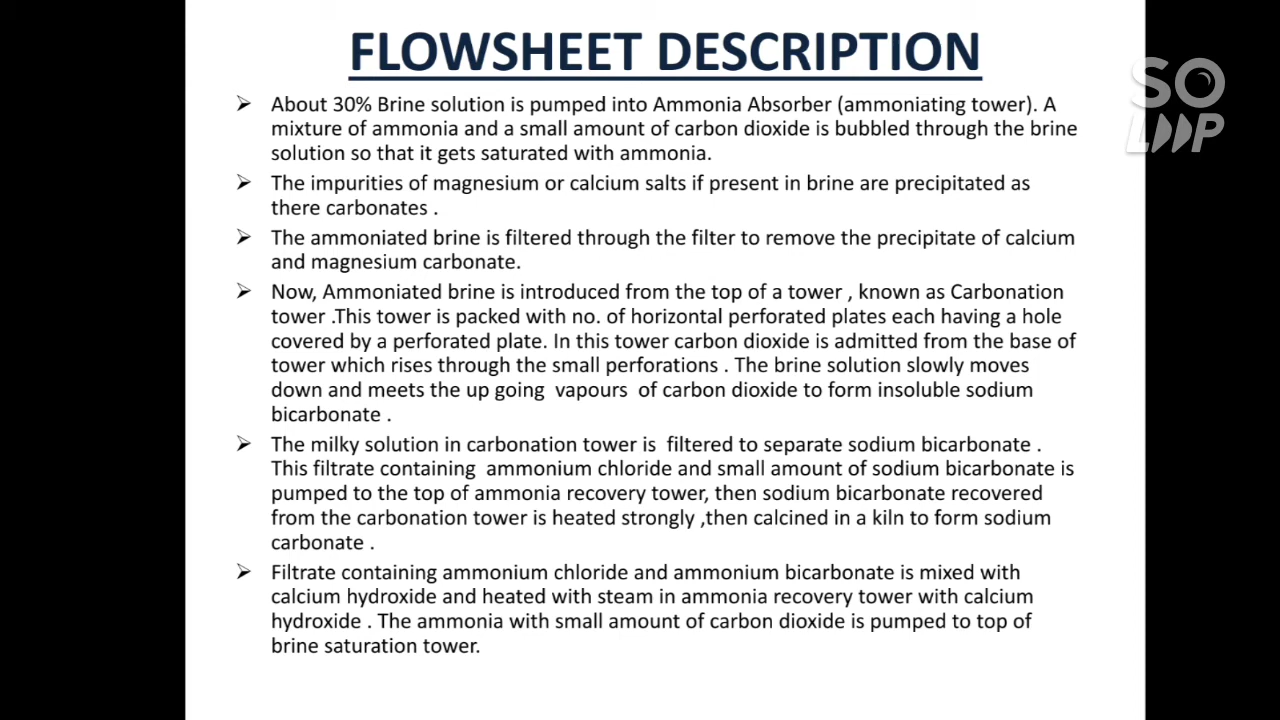 FLOWSHEET DESCRIPTION
SO
LOOP
➢ About 30% Brine solution is pumped into Ammonia Absorber (ammoniating tower). A
mixture of ammonia and a small amount of carbon dioxide is bubbled through the brine
solution so that it gets saturated with ammonia.
➢ The impurities of magnesium or calcium salts if present in brine are precipitated as
there carbonates .
➢ The ammoniated brine is filtered through the filter to remove the precipitate of calcium
and magnesium carbonate.
➢ Now, Ammoniated brine is introduced from the top of a tower , known as Carbonation
tower .This tower is packed with no. of horizontal perforated plates each having a hole
covered by a perforated plate. In this tower carbon dioxide is admitted from the base of
tower which rises through the small perforations . The brine solution slowly moves
down and meets the up going vapours of carbon dioxide to form insoluble sodium
bicarbonate .
➢ The milky solution in carbonation tower is filtered to separate sodium bicarbonate .
This filtrate containing ammonium chloride and small amount of sodium bicarbonate is
pumped to the top of ammonia recovery tower, then sodium bicarbonate recovered
from the carbonation tower is heated strongly ,then calcined in a kiln to form sodium
carbonate .
➢ Filtrate containing ammonium chloride and ammonium bicarbonate is mixed with
calcium hydroxide and heated with steam in ammonia recovery tower with calcium
hydroxide . The ammonia with small amount of carbon dioxide is pumped to top of
brine saturation tower.